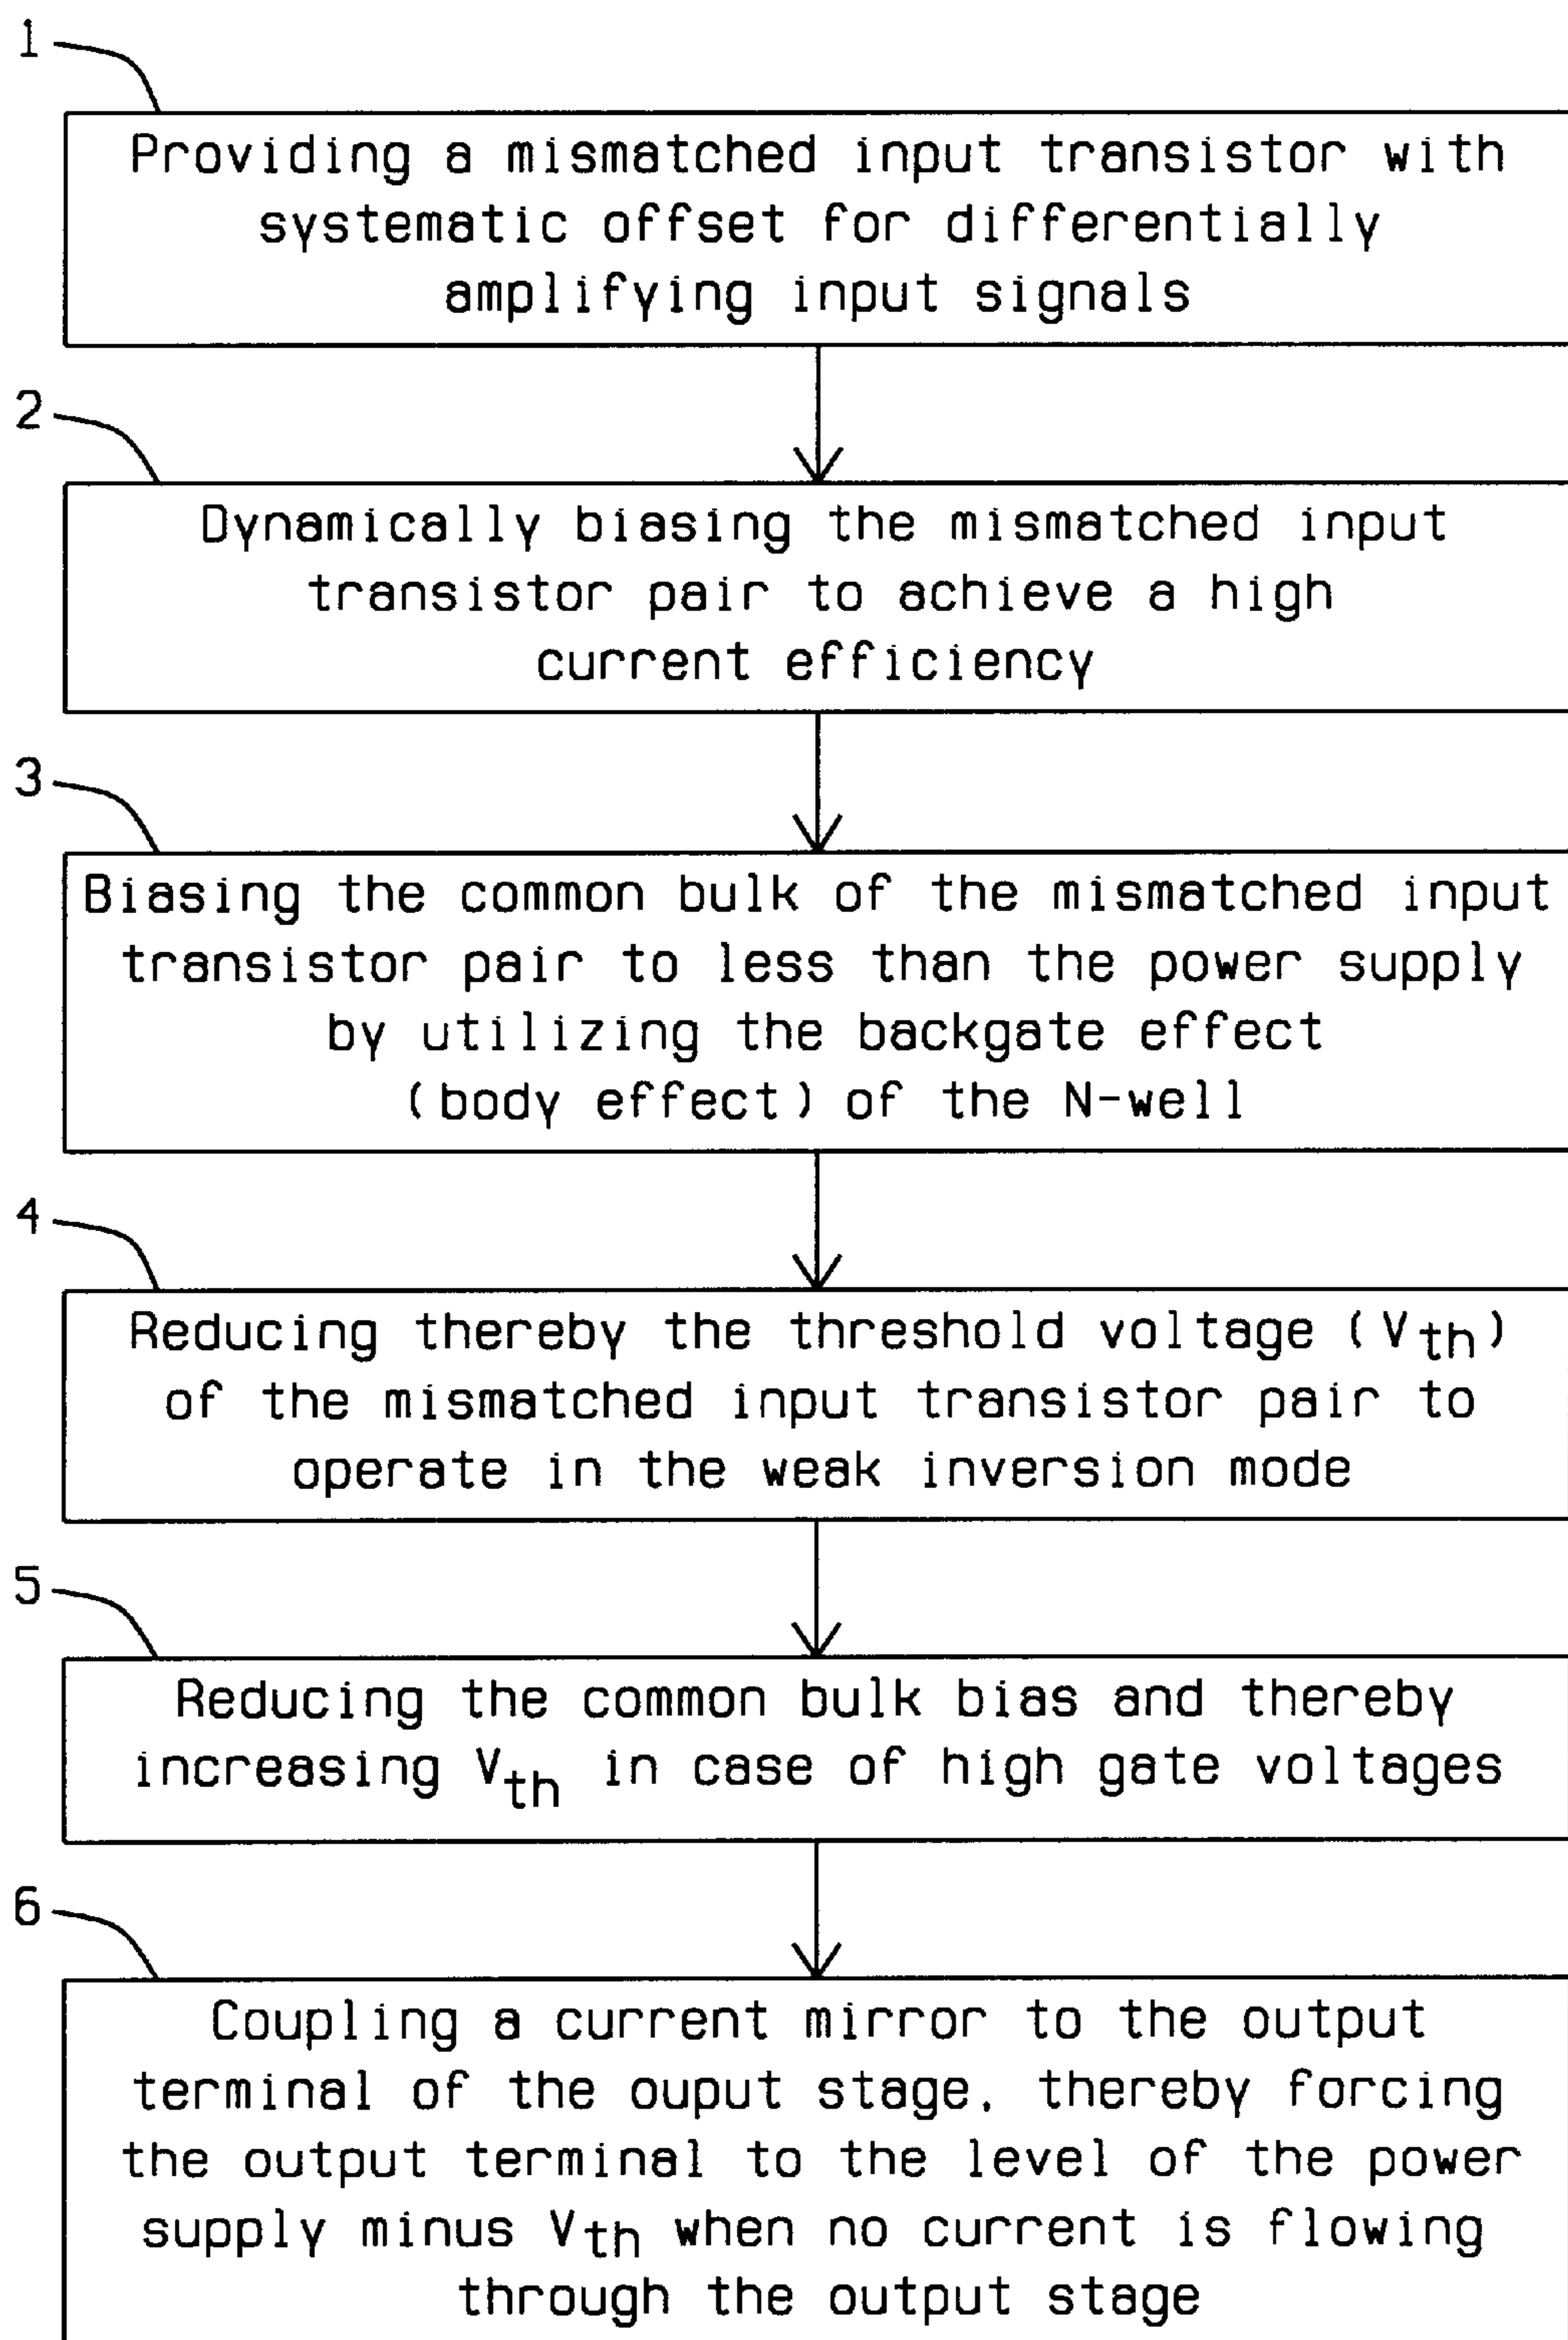 1
Providing a mismatched input transistor with
systematic offset for differentially
amplifying input signals
2
Dynamically biasing the mismatched input
transistor pair to achieve a high
current efficiency
3
Biasing the common bulk of the mismatched input
transistor pair to less than the power supply
by utilizing the backgate effect
(body effect) of the N-well
4
Reducing thereby the threshold voltage (Vth)
of the mismatched input transistor pair to
operate in the weak inversion mode
5
Reducing the common bulk bias and thereby
increasing Vth in case of high gate voltages
6
Coupling a current mirror to the output
terminal of the ouput stage, thereby forcing
the output terminal to the level of the power
supply minus Vth when no current is flowing
through the output stage